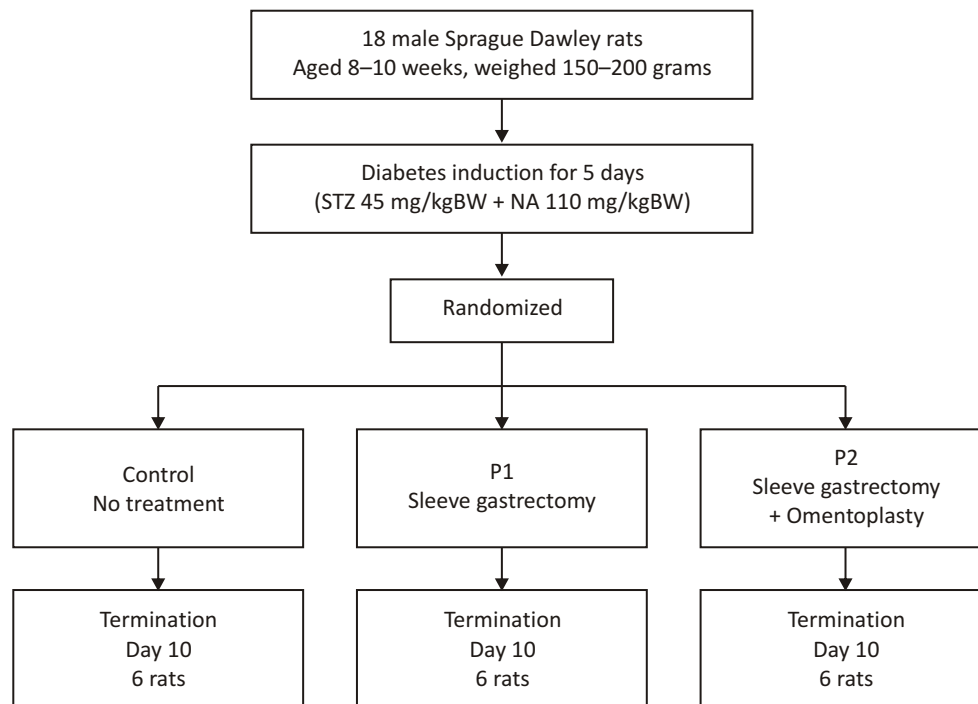 18 male Sprague Dawley rats
Aged 8–10 weeks, weighed 150–200 grams
Diabetes induction for 5 days
(STZ 45 mg/kgBW + NA 110 mg/kgBW)
Randomized
Control
No treatment
P1
Sleeve gastrectomy
P2
Sleeve gastrectomy
+ Omentoplasty
Termination
Day 10
6 rats
Termination
Day 10
6 rats
Termination
Day 10
6 rats